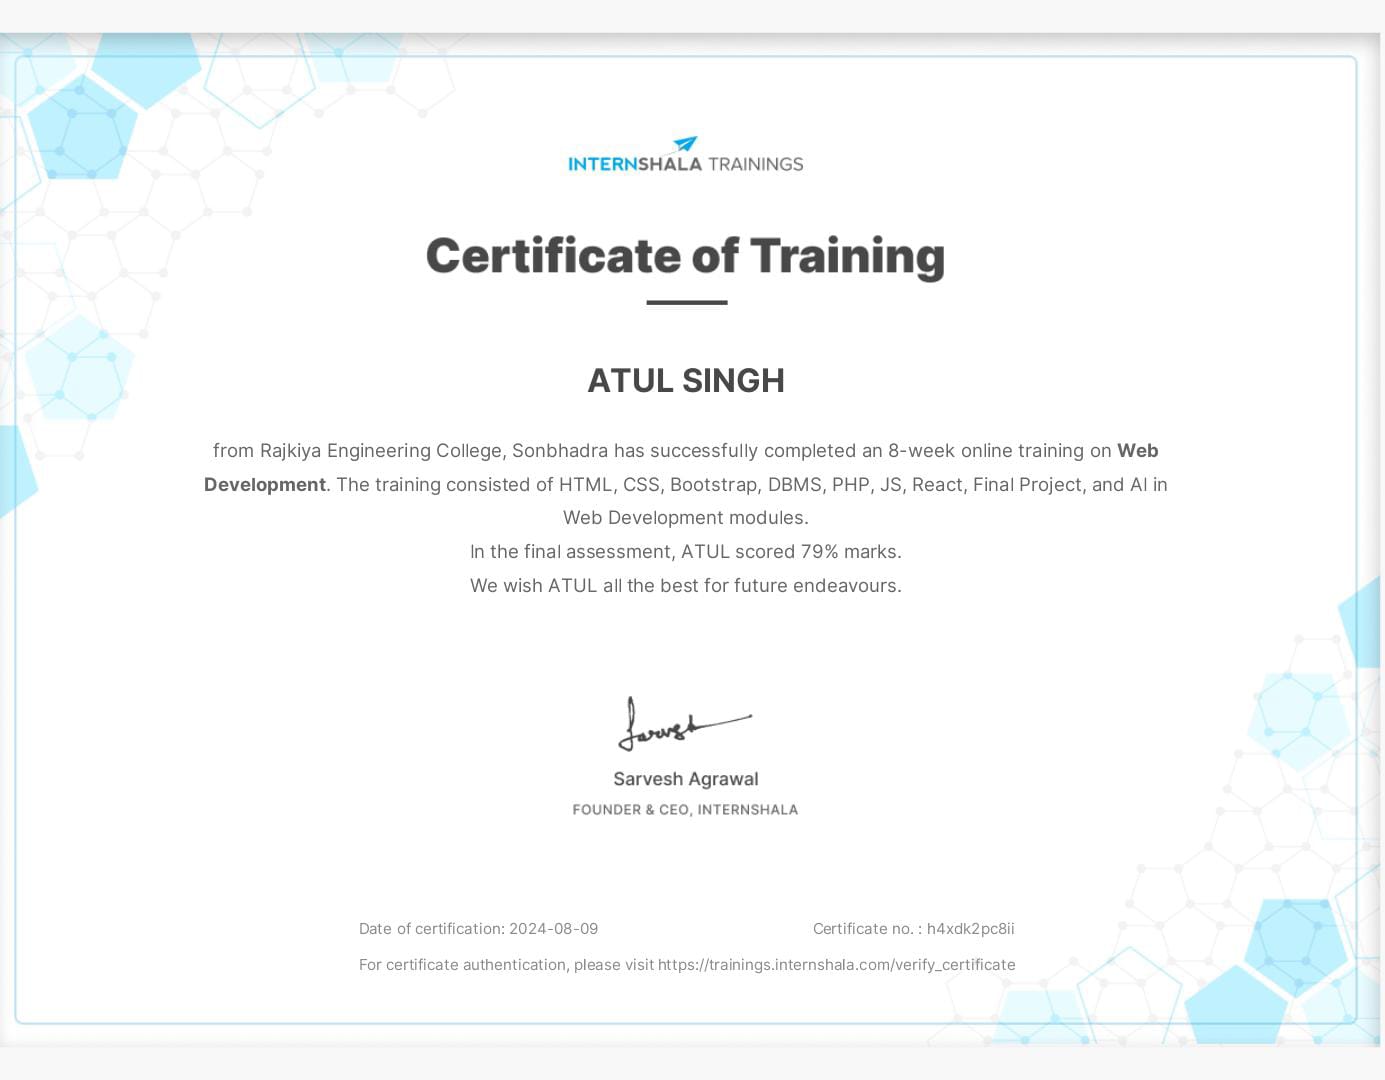 INTERNSHALA TRAININGS
Certificate of Training
ATUL SINGH
from Rajkiya Engineering College, Sonbhadra has successfully completed an 8-week online training on Web
Development. The training consisted of HTML, CSS, Bootstrap, DBMS, PHP, JS, React, Final Project, and AI in
Web Development modules.
In the final assessment, ATUL scored 79% marks.
We wish ATUL all the best for future endeavours.
Sarvesh
Sarvesh Agrawal
FOUNDER & CEO, INTERNSHALA
Date of certification: 2024-08-09 Certificate no. : h4xdk2pc8ii
For certificate authentication, please visit https://trainings.internshala.com/verify_certificate